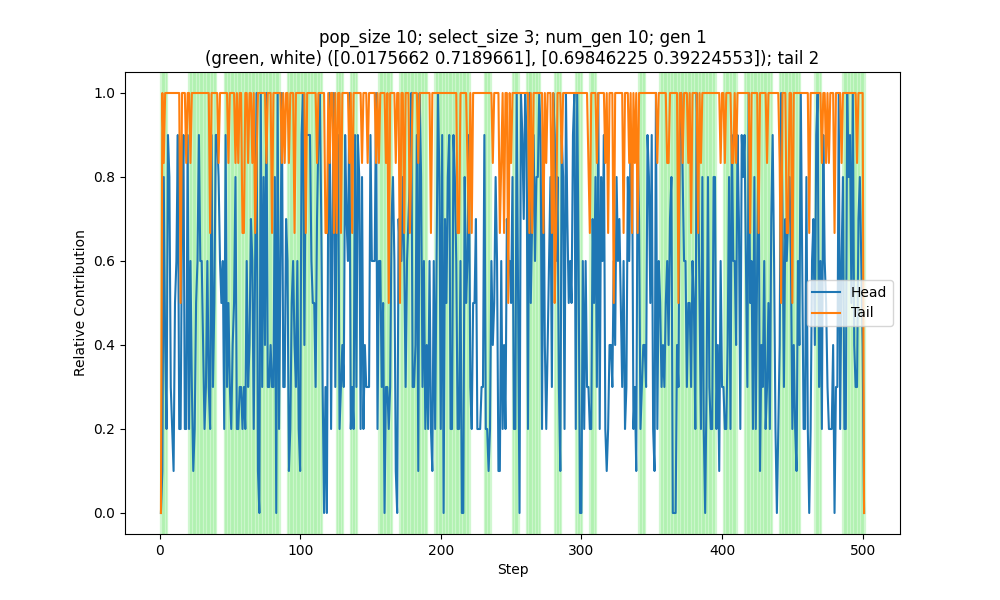 pop_size 10; select_size 3; num_gen 10; gen 1
(green, white) ([0.0175662 0.7189661], [0.69846225 0.39224553]); tail 2
1.0
0.8
0.6
0.4
0.2
0.0
Relative Contribution
Head
Tail
0
100
200
300
400
500
Step